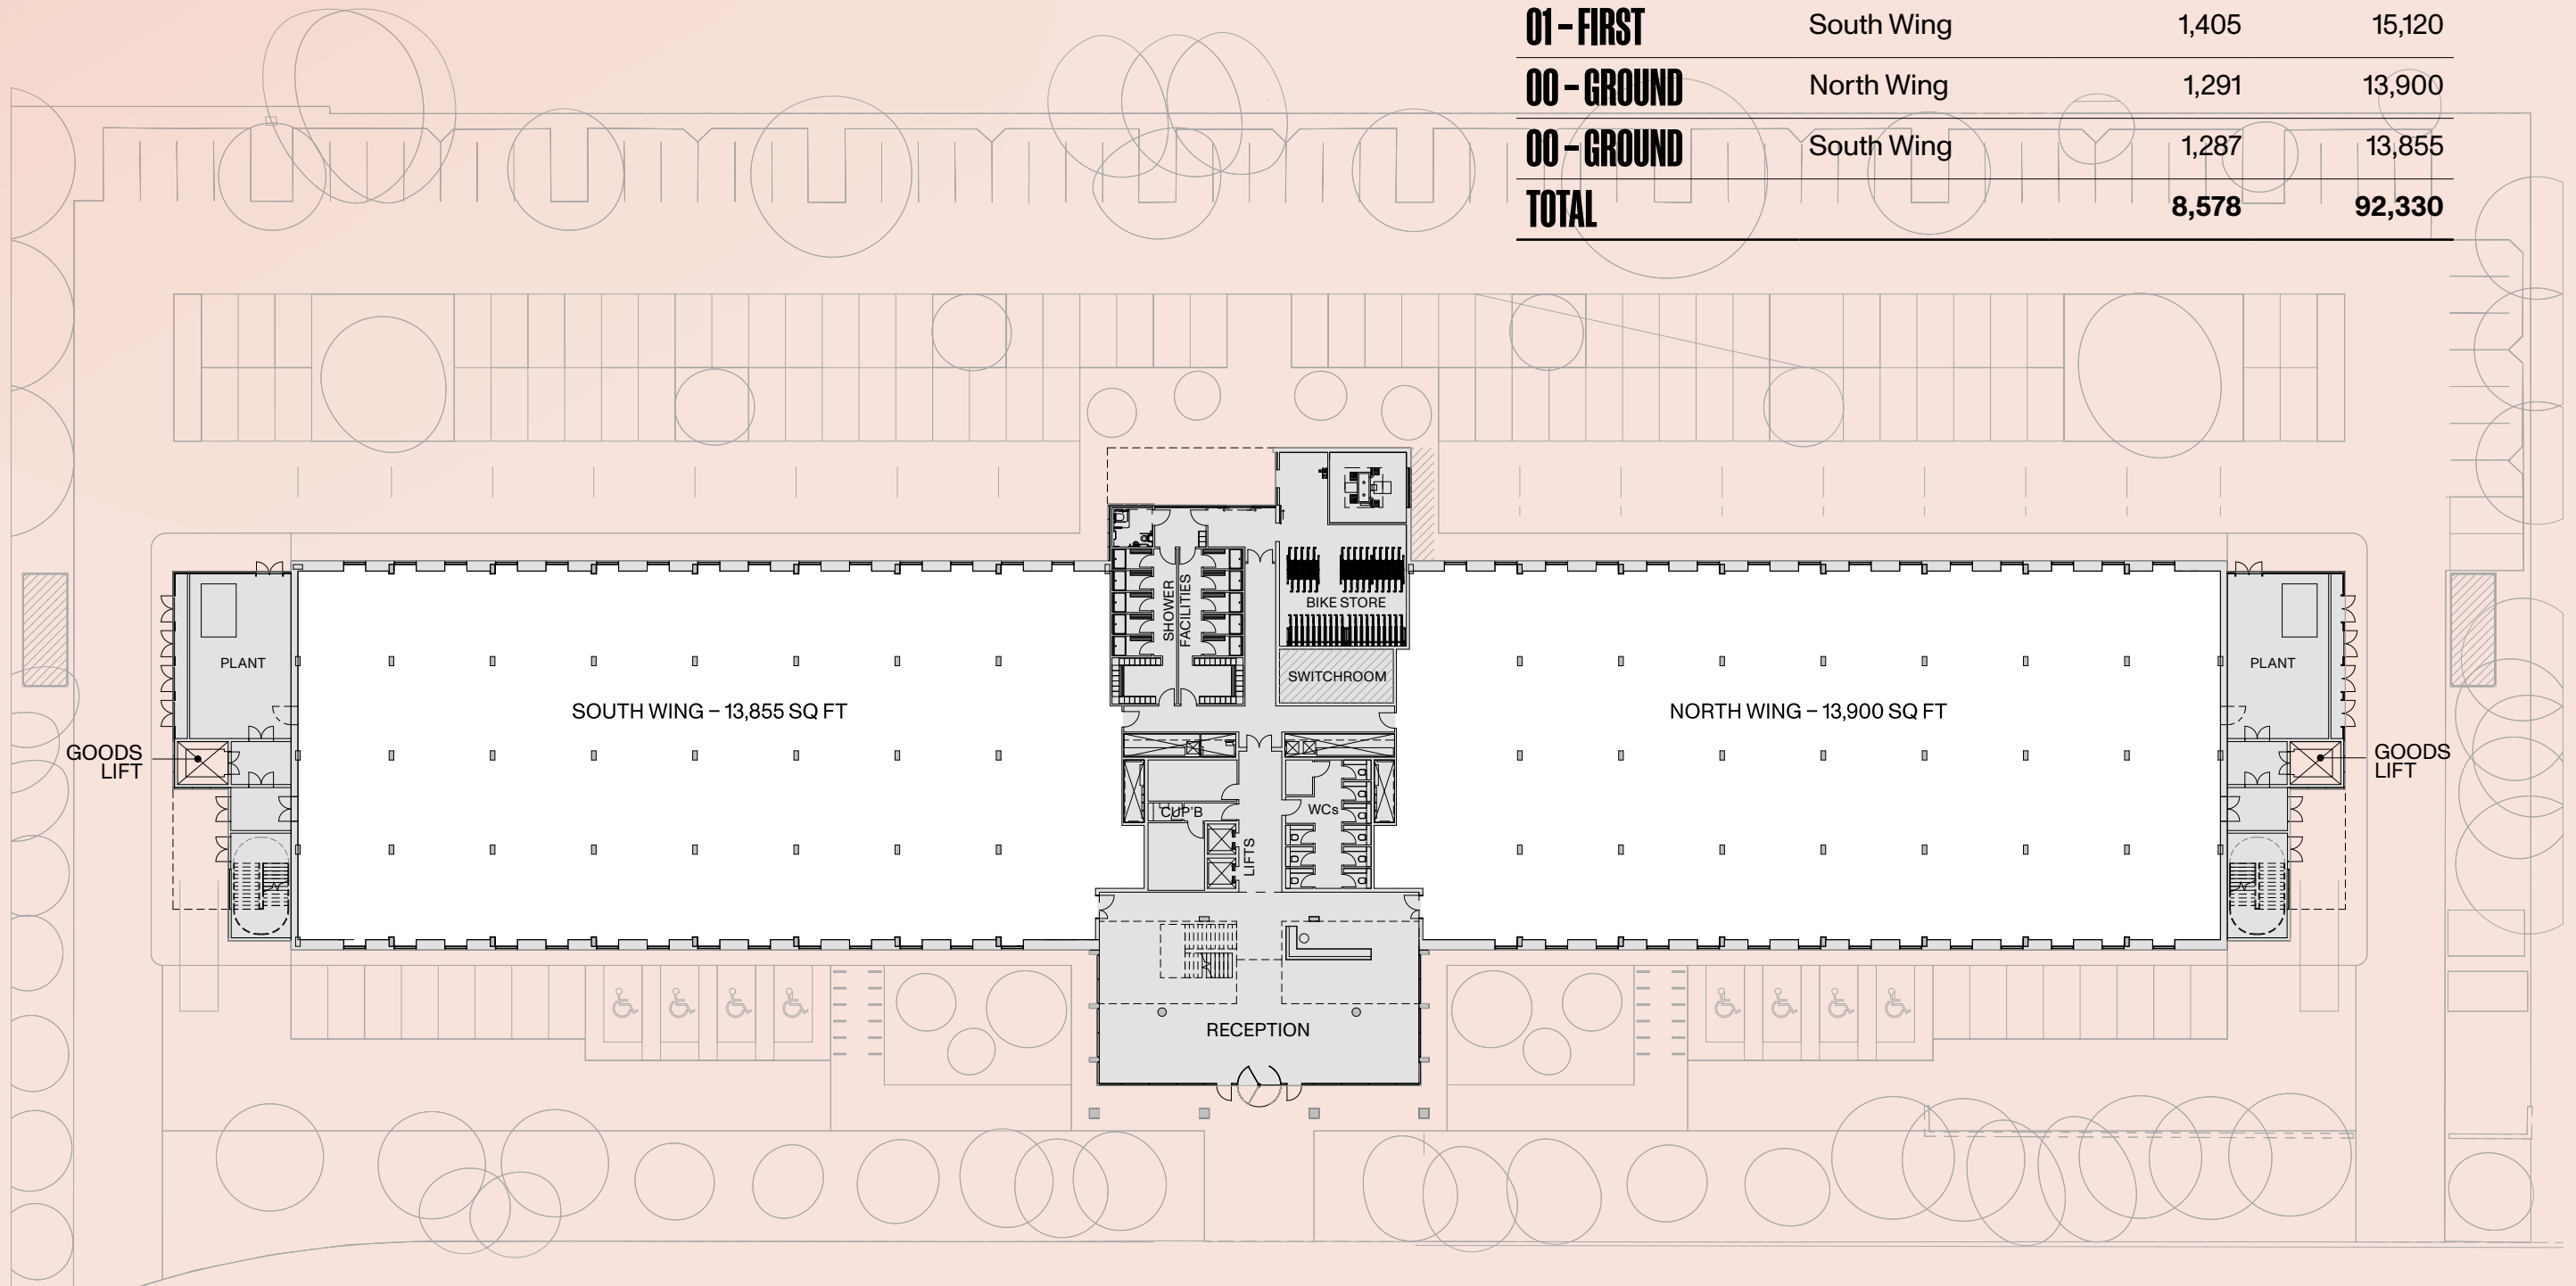 01 – FIRST South Wing 1,405 15,120
00 – GROUND North Wing 1,291 13,900
00 – GROUND South Wing 1,287 13,855
TOTAL 8,578 92,330
SHOWER
FACILITIES
BIKE STORE
SWITCHROOM
PLANT
PLANT
SOUTH WING – 13,855 SQ FT
NORTH WING – 13,900 SQ FT
GOODS
LIFT
GOODS
LIFT
CUP'B
WCs
LIFTS
RECEPTION